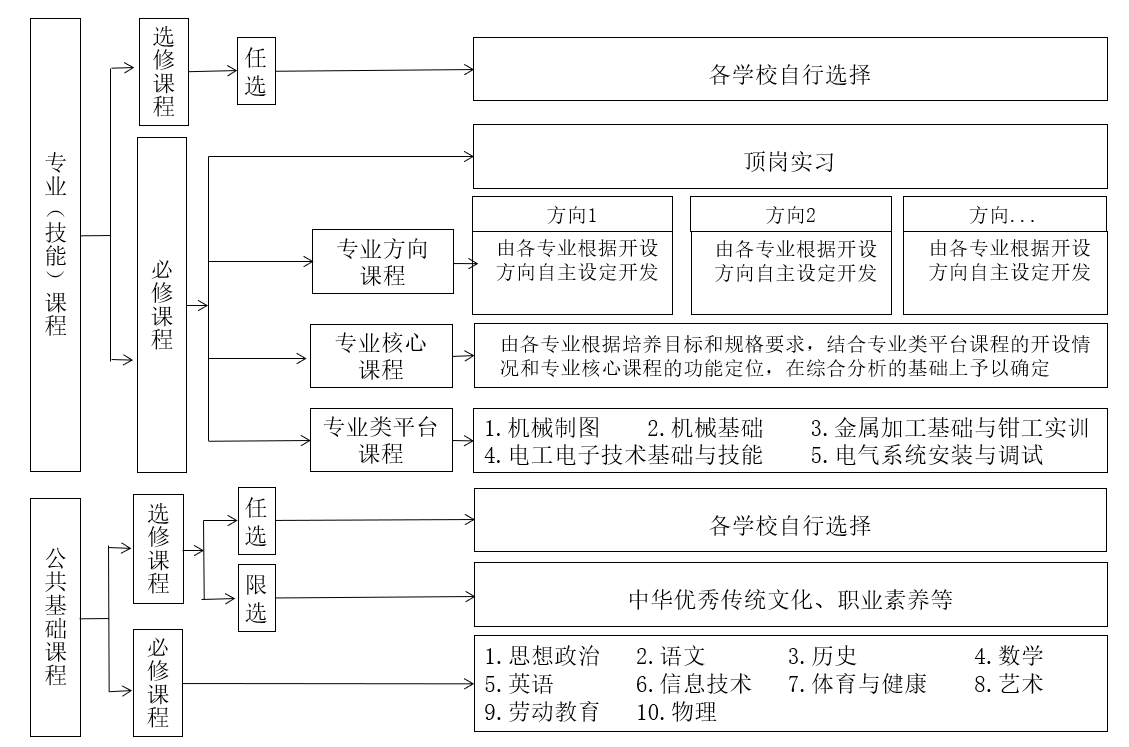 专业（技能）课程
选修课程
任选
各学校自行选择
必修课程
顶岗实习
专业方向
课程
方向1
由各专业根据开设
方向自主设定开发
方向2
由各专业根据开设
方向自主设定开发
方向...
由各专业根据开设
方向自主设定开发
专业核心
课程
由各专业根据培养目标和规格要求，结合专业类平台课程的开设情
况和专业核心课程的功能定位，在综合分析的基础上予以确定
专业类平台
课程
1.机械制图 2.机械基础 3.金属加工基础与钳工实训
4.电工电子技术基础与技能 5.电气系统安装与调试
公共基础课程
选修课程
任选
各学校自行选择
限选
中华优秀传统文化、职业素养等
必修课程
1.思想政治 2.语文 3.历史 4.数学
5.英语 6.信息技术 7.体育与健康 8.艺术
9.劳动教育 10.物理